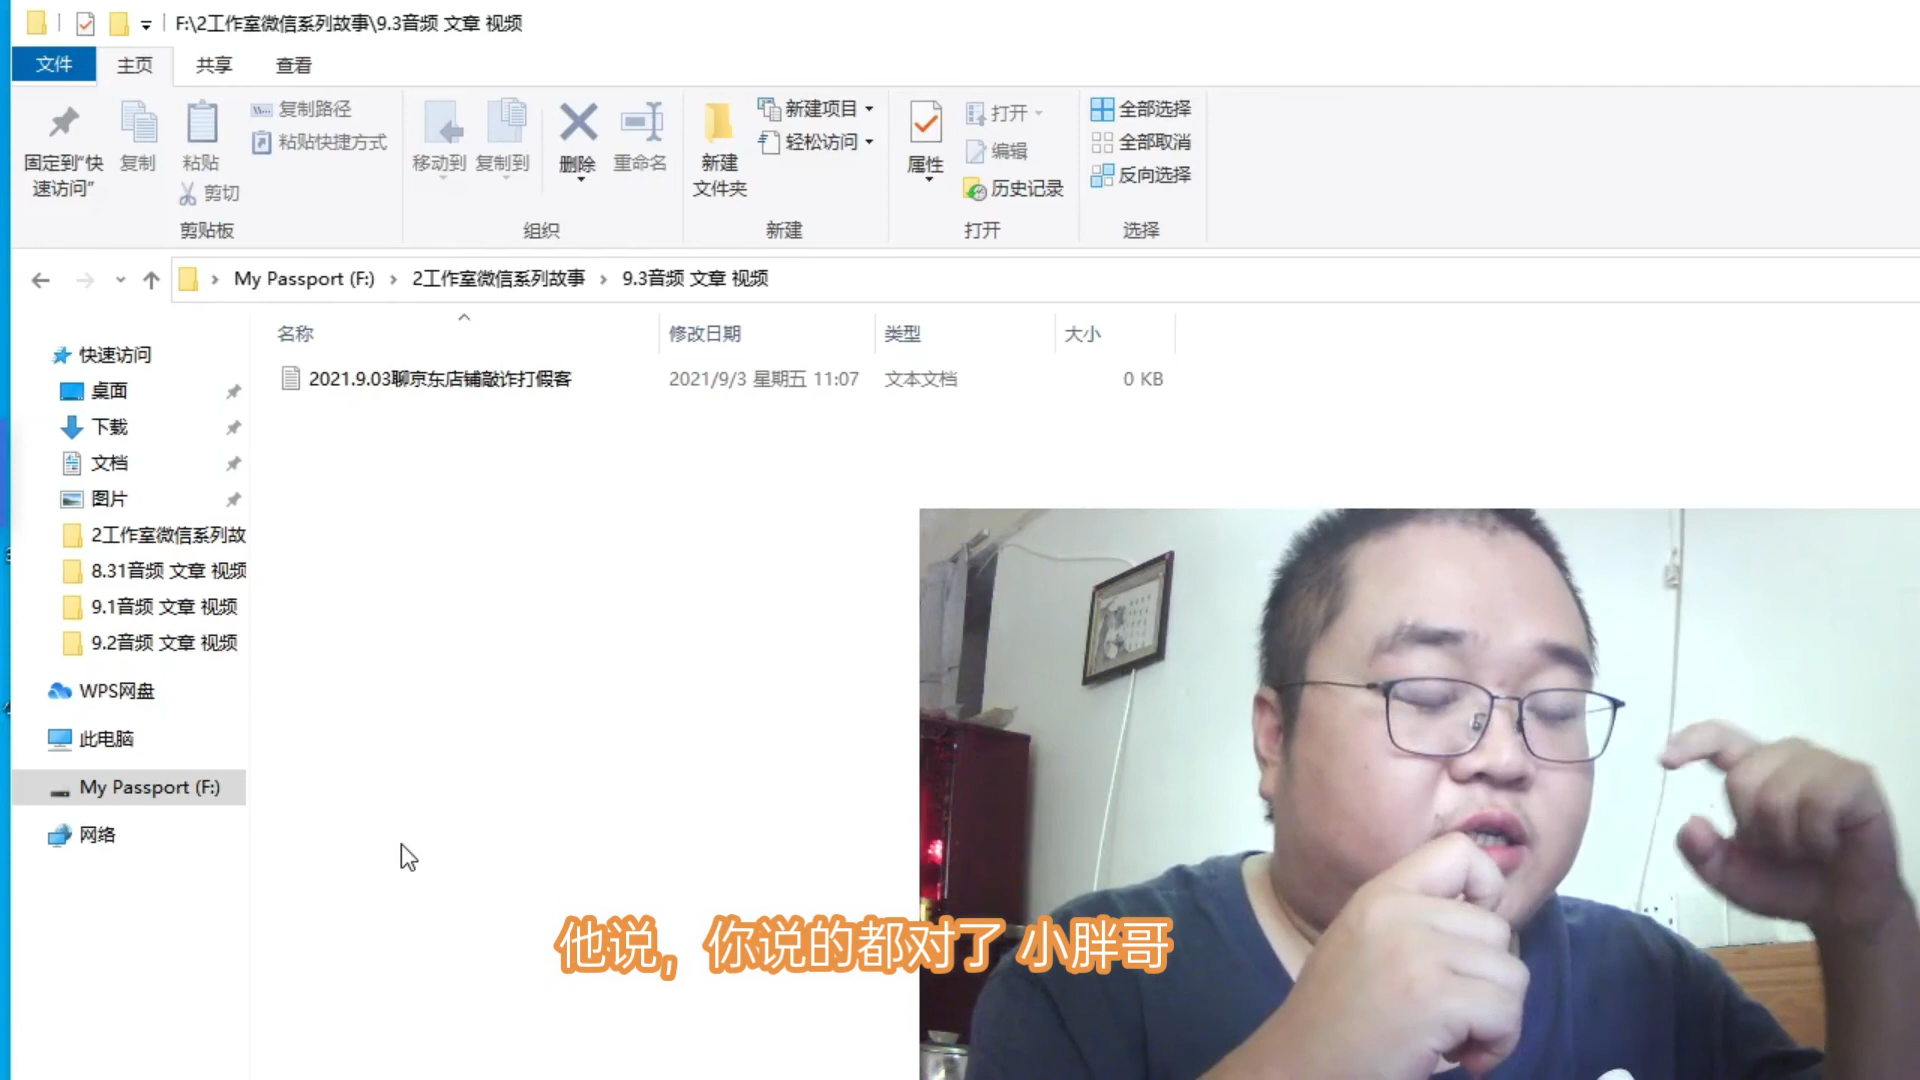 F:\2工作室微信系列故事\9.3音频 文章 视频
文件 主页 共享 查看
固定到"快速访问"
复制
粘贴
复制路径
粘贴快捷方式
剪切
剪贴板
移动到
复制到
删除
重命名
组织
新建文件夹
新建项目
轻松访问
新建
属性
打开
编辑
历史记录
打开
全部选择
全部取消
反向选择
选择
My Passport (F:) › 2工作室微信系列故事 › 9.3音频 文章 视频
名称 修改日期 类型 大小
2021.9.03聊京东店铺敲诈打假客 2021/9/3 星期五 11:07 文本文档 0 KB
快速访问
桌面
下载
文档
图片
2工作室微信系列故
8.31音频 文章 视频
9.1音频 文章 视频
9.2音频 文章 视频
WPS网盘
此电脑
My Passport (F:)
网络
他说，你说的都对了 小胖哥